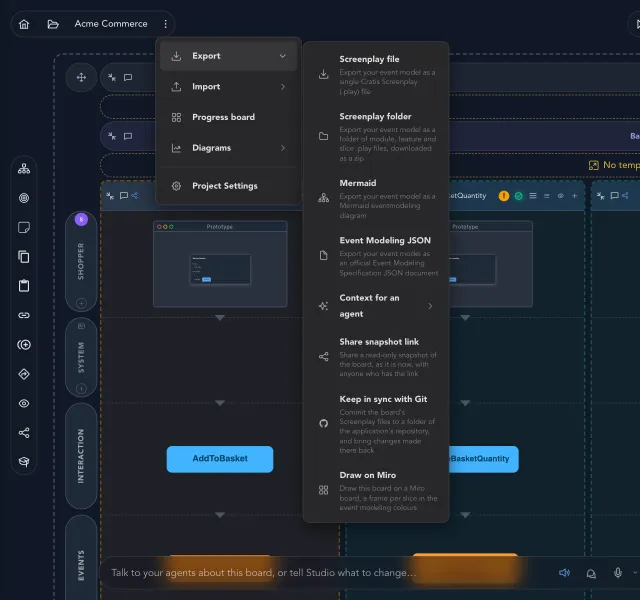 Acme Commerce
Export
Import
Progress board
Diagrams
Project Settings
Screenplay file
Export your event model as a
single Cratis Screenplay
(.play) file
Screenplay folder
Export your event model as a
folder of module, feature and
slice .play files, downloaded
as a zip
Mermaid
Export your event model as a
Mermaid eventmodeling
diagram
Event Modeling JSON
Export your event model as
an official Event Modeling
Specification JSON document
Context for an
agent
Share snapshot link
Share a read-only snapshot of
the board, as it is now, with
anyone who has the link
Keep in sync with Git
Commit the board's
Screenplay files to a folder of
the application's repository,
and bring changes made
there back
Draw on Miro
Draw this board on a Miro
board, a frame per slice in the
event modeling colours
Ba
No temp
Quantity
SHOPPER
Prototype
Prototype
SYSTEM
INTERACTION
AddToBasket
BasketQuantity
EVENTS
Talk to your agents about this board, or tell Studio what to change...